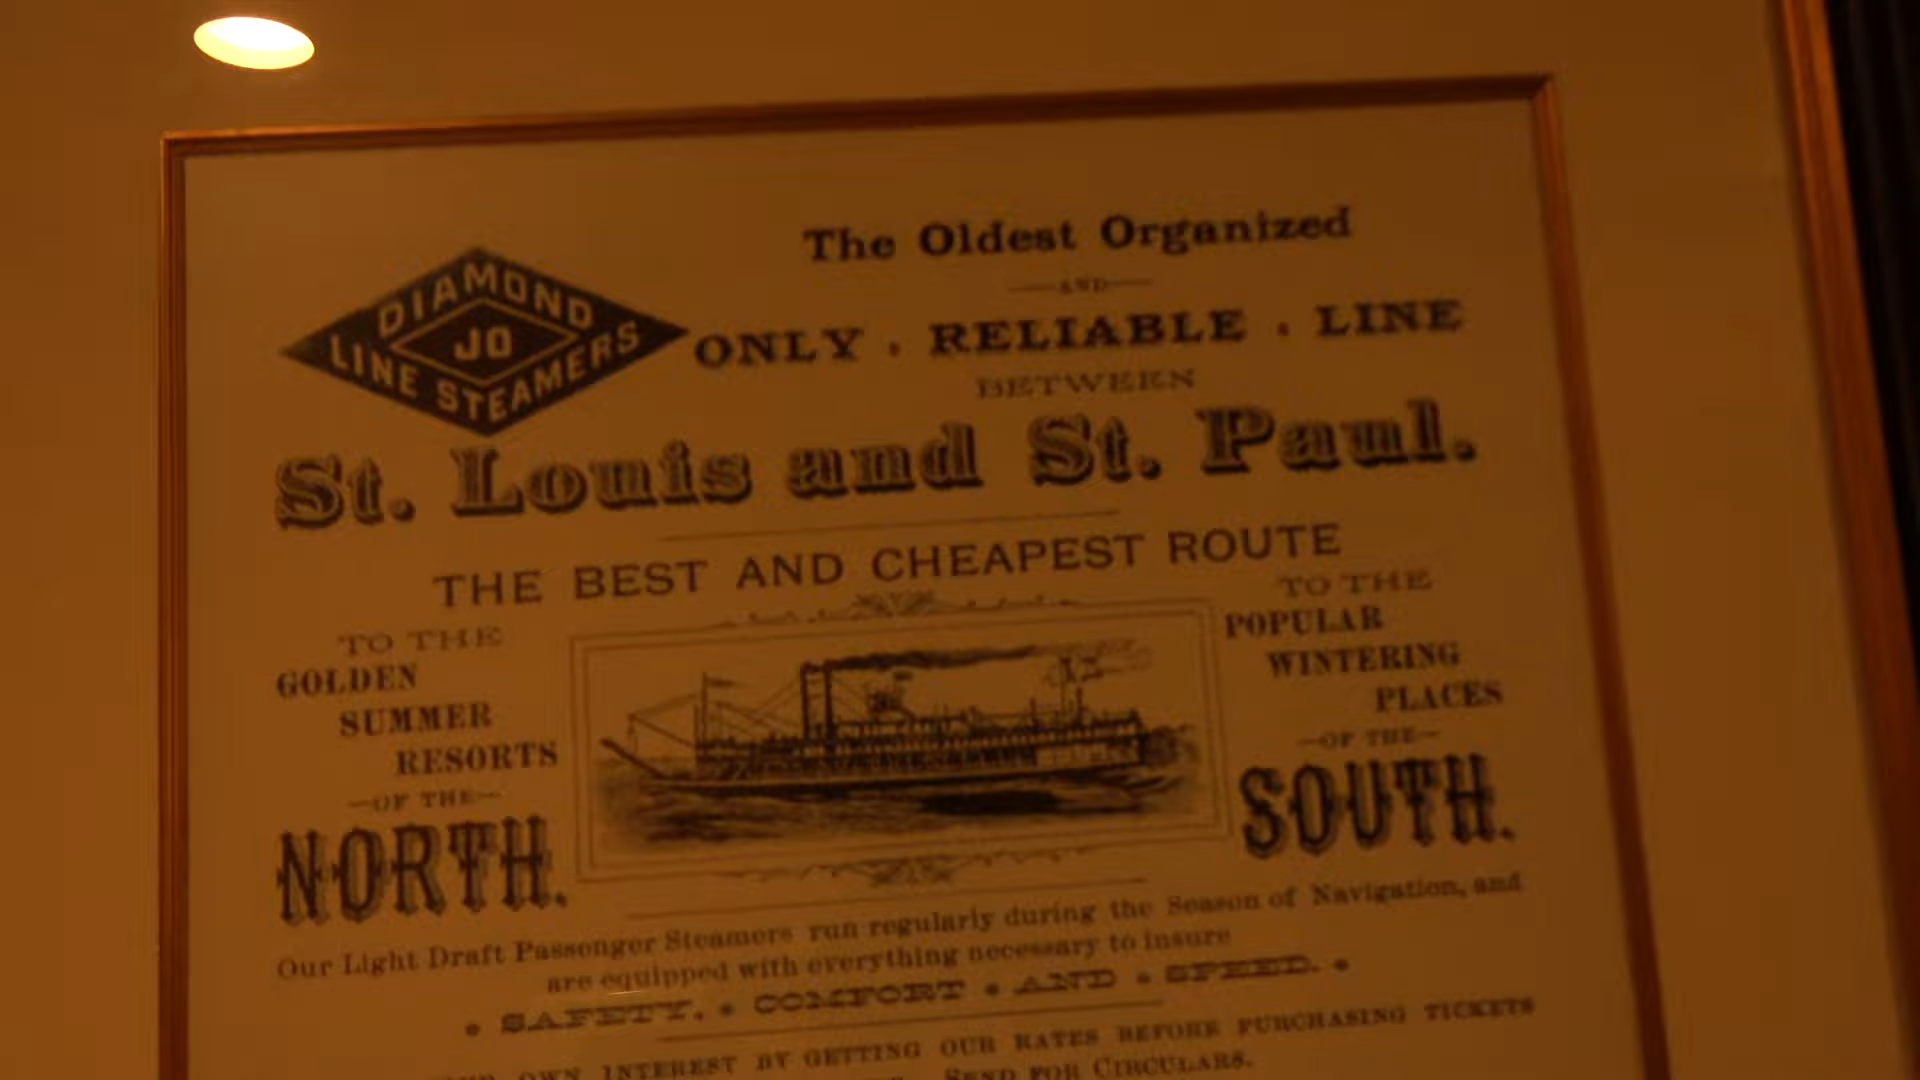 DIAMOND
JO
LINE STEAMERS
The Oldest Organized
AND
ONLY . RELIABLE . LINE
BETWEEN
St. Louis and St. Paul.
THE BEST AND CHEAPEST ROUTE
TO THE
GOLDEN
SUMMER
RESORTS
—OF THE—
NORTH.
TO THE
POPULAR
WINTERING
PLACES
—OF THE—
SOUTH.
Our Light Draft Passenger Steamers run regularly during the Season of Navigation, and
are equipped with everything necessary to insure
• SAFETY, • COMFORT • AND • SPEED. •
OWN INTEREST BY GETTING OUR RATES BEFORE PURCHASING TICKETS
SEND FOR CIRCULARS.